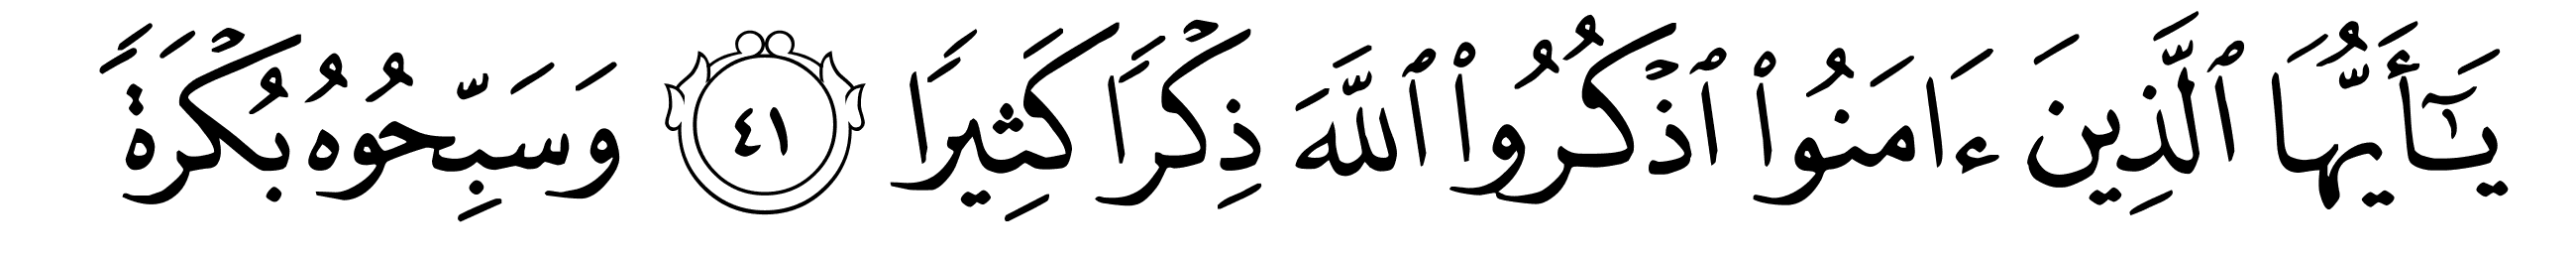 يَـٰٓأَيُّهَا ٱلَّذِينَ ءَامَنُوا۟ ٱذْكُرُوا۟ ٱللَّهَ ذِكْرًا كَثِيرًا ٤١ وَسَبِّحُوهُ بُكْرَةً